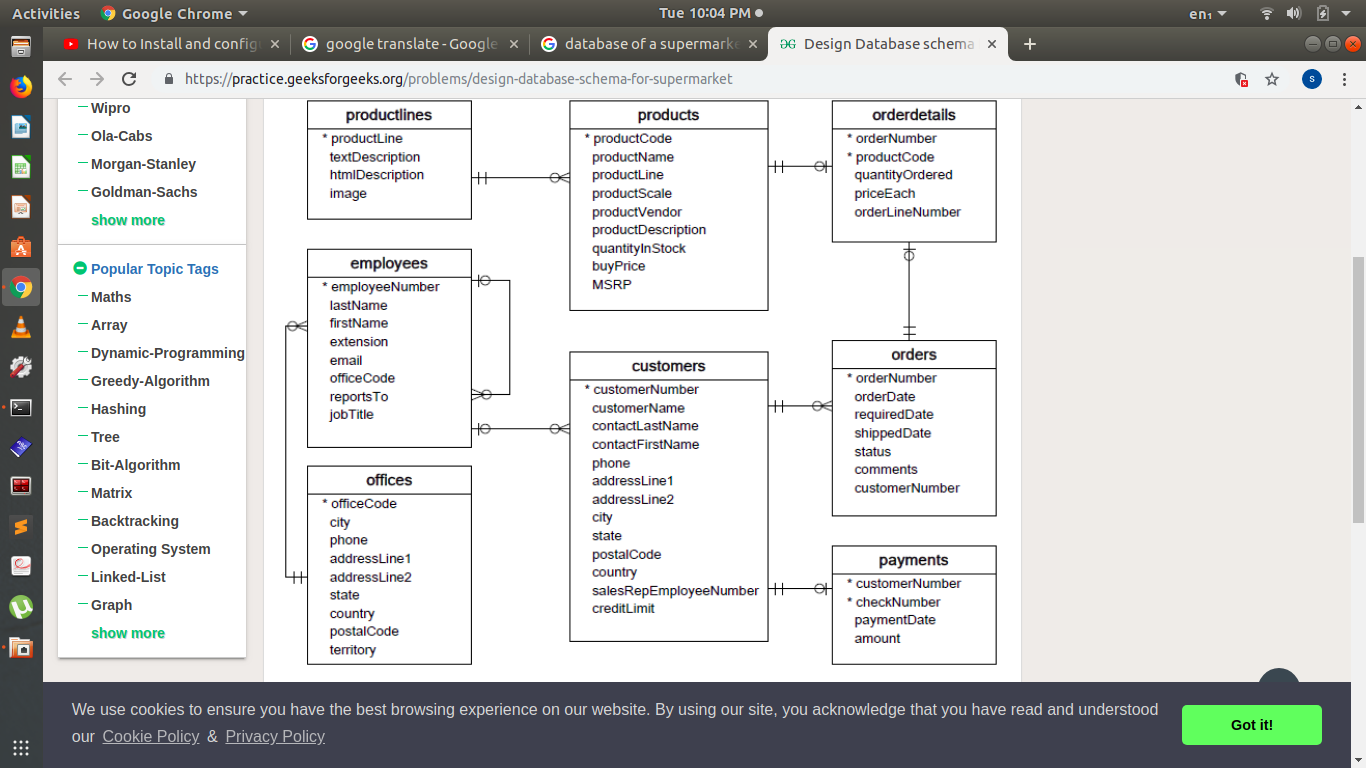 Activities
Google Chrome
Tue 10:04 PM
en₁
How to Install and config
google translate - Google
database of a supermarke
Design Database schema
https://practice.geeksforgeeks.org/problems/design-database-schema-for-supermarket
S
Wipro
Ola-Cabs
Morgan-Stanley
Goldman-Sachs
show more
Popular Topic Tags
Maths
Array
Dynamic-Programming
Greedy-Algorithm
Hashing
Tree
Bit-Algorithm
Matrix
Backtracking
Operating System
Linked-List
Graph
show more
productlines
* productLine
textDescription
htmlDescription
image
products
* productCode
productName
productLine
productScale
productVendor
productDescription
quantityInStock
buyPrice
MSRP
orderdetails
* orderNumber
* productCode
quantityOrdered
priceEach
orderLineNumber
employees
* employeeNumber
lastName
firstName
extension
email
officeCode
reportsTo
jobTitle
customers
* customerNumber
customerName
contactLastName
contactFirstName
phone
addressLine1
addressLine2
city
state
postalCode
country
salesRepEmployeeNumber
creditLimit
orders
* orderNumber
orderDate
requiredDate
shippedDate
status
comments
customerNumber
offices
* officeCode
city
phone
addressLine1
addressLine2
state
country
postalCode
territory
payments
* customerNumber
* checkNumber
paymentDate
amount
We use cookies to ensure you have the best browsing experience on our website. By using our site, you acknowledge that you have read and understood
our Cookie Policy & Privacy Policy
Got it!